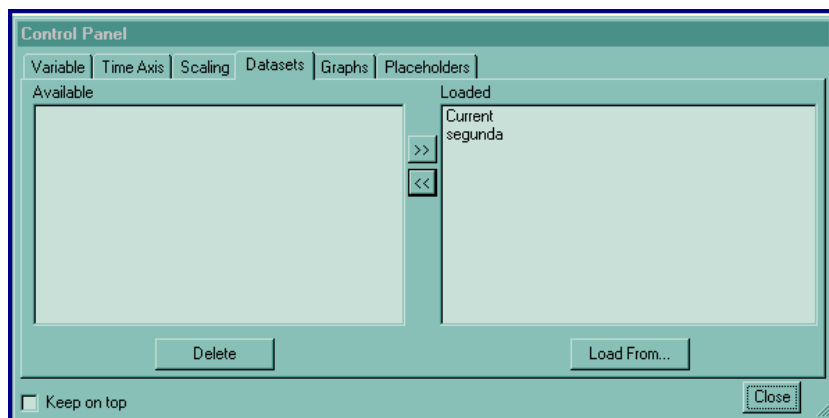 Control Panel
Variable Time Axis Scaling Datasets Graphs Placeholders
Available
Loaded
Current
segunda
>>
<<
Delete
Load From...
Keep on top
Close